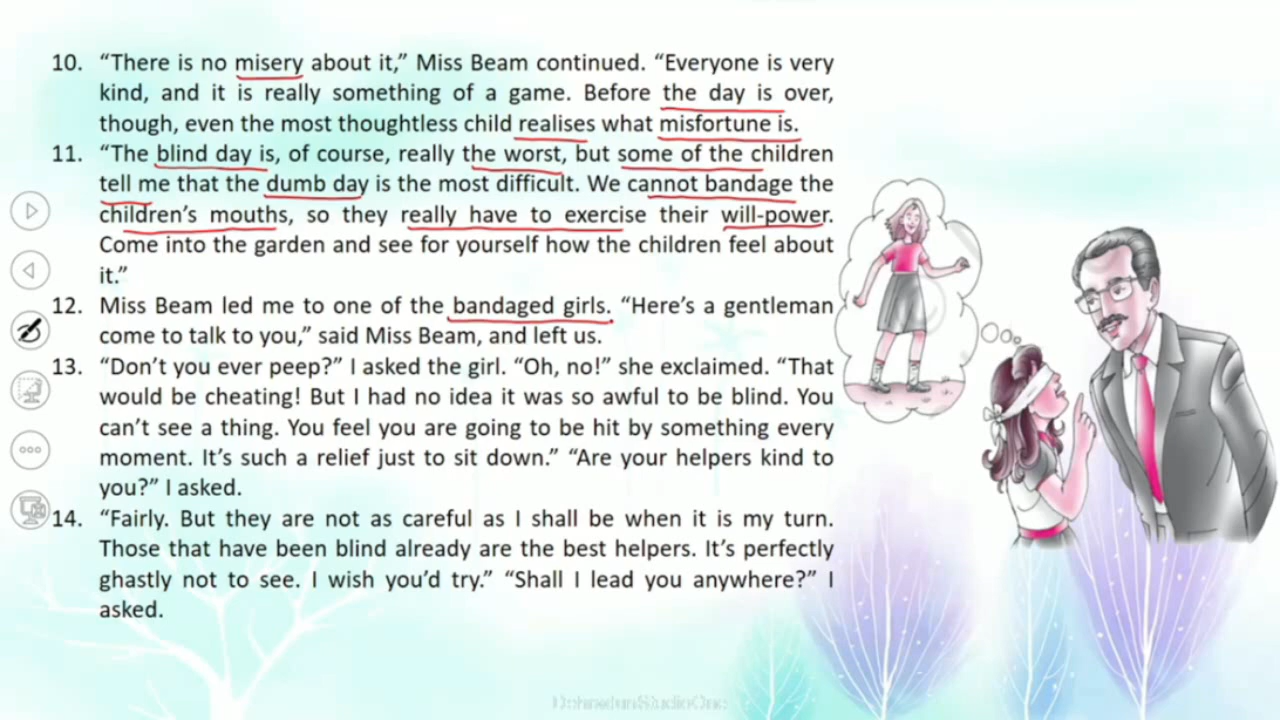 10. “There is no misery about it,” Miss Beam continued. “Everyone is very
kind, and it is really something of a game. Before the day is over,
though, even the most thoughtless child realises what misfortune is.
11. “The blind day is, of course, really the worst, but some of the children
tell me that the dumb day is the most difficult. We cannot bandage the
children’s mouths, so they really have to exercise their will-power.
Come into the garden and see for yourself how the children feel about
it.”
12. Miss Beam led me to one of the bandaged girls. “Here’s a gentleman
come to talk to you,” said Miss Beam, and left us.
13. “Don’t you ever peep?” I asked the girl. “Oh, no!” she exclaimed. “That
would be cheating! But I had no idea it was so awful to be blind. You
can’t see a thing. You feel you are going to be hit by something every
moment. It’s such a relief just to sit down.” “Are your helpers kind to
you?” I asked.
14. “Fairly. But they are not as careful as I shall be when it is my turn.
Those that have been blind already are the best helpers. It’s perfectly
ghastly not to see. I wish you’d try.” “Shall I lead you anywhere?” I
asked.